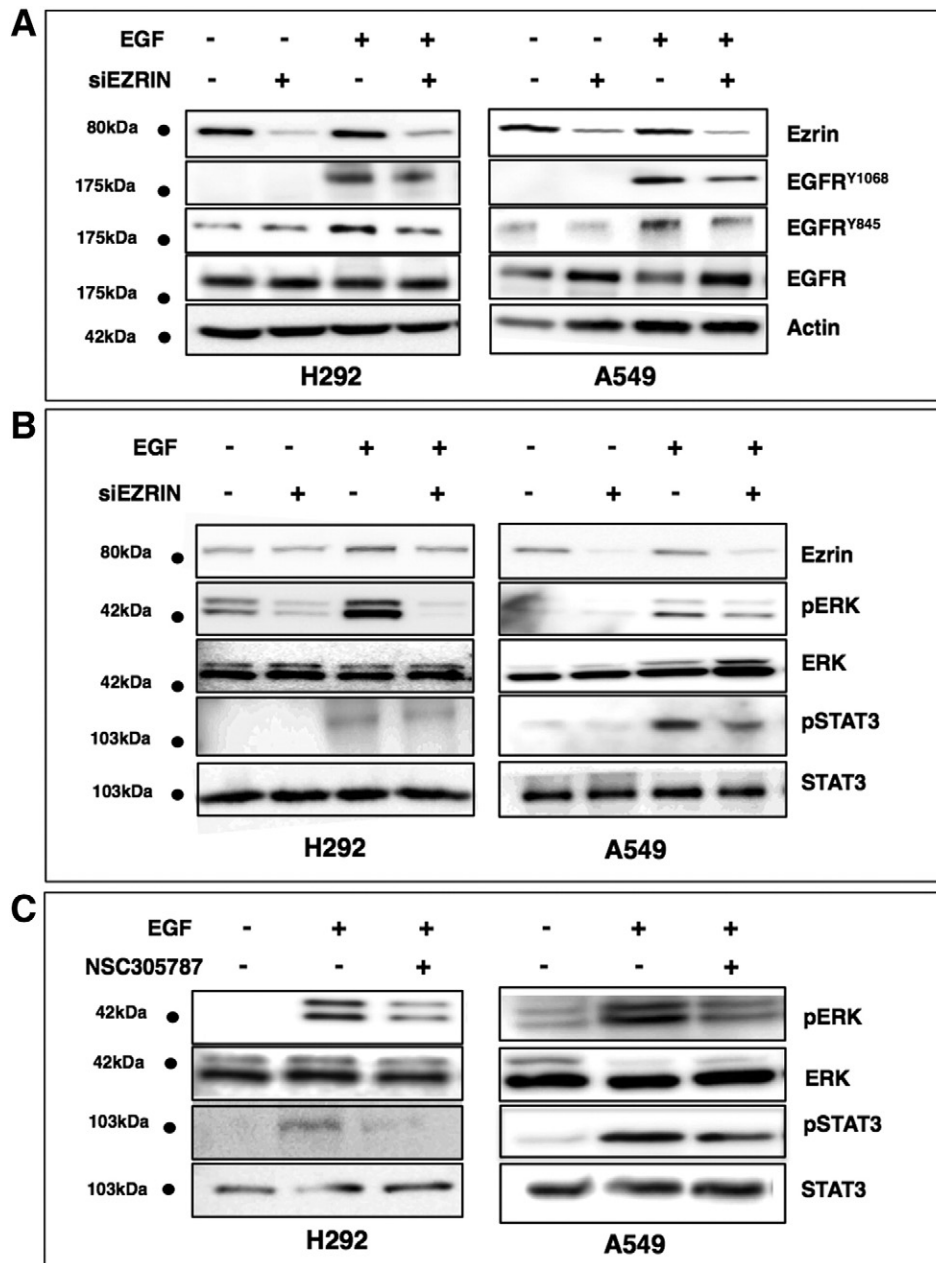 A
EGF - - + + - - + +
siEZRIN - + - + - + - +
80kDa Ezrin
175kDa EGFRY1068
175kDa EGFRY845
175kDa EGFR
42kDa Actin
H292 A549
B
EGF - - + + - - + +
siEZRIN - + - + - + - +
80kDa Ezrin
42kDa pERK
42kDa ERK
103kDa pSTAT3
103kDa STAT3
H292 A549
C
EGF - + + - + +
NSC305787 - - + - - +
42kDa pERK
42kDa ERK
103kDa pSTAT3
103kDa STAT3
H292 A549